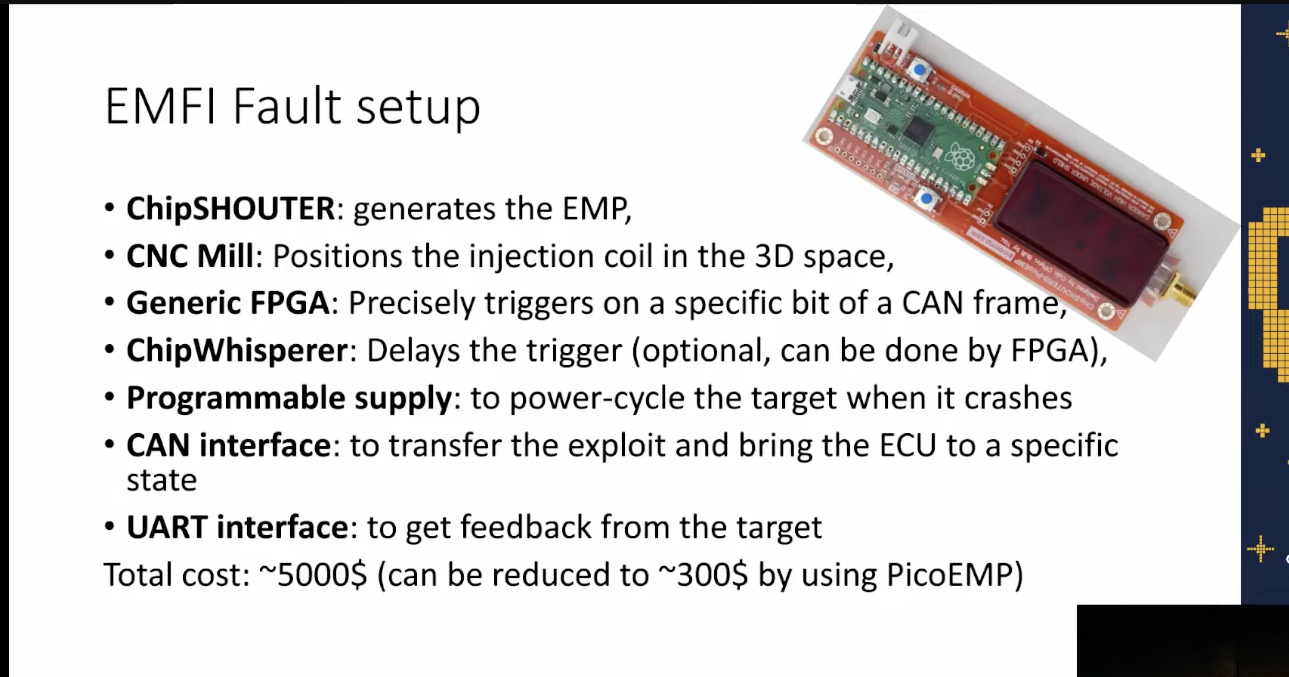 EMFI Fault setup
• ChipSHOUTER: generates the EMP,
• CNC Mill: Positions the injection coil in the 3D space,
• Generic FPGA: Precisely triggers on a specific bit of a CAN frame,
• ChipWhisperer: Delays the trigger (optional, can be done by FPGA),
• Programmable supply: to power-cycle the target when it crashes
• CAN interface: to transfer the exploit and bring the ECU to a specific
state
• UART interface: to get feedback from the target
Total cost: ~5000$ (can be reduced to ~300$ by using PicoEMP)